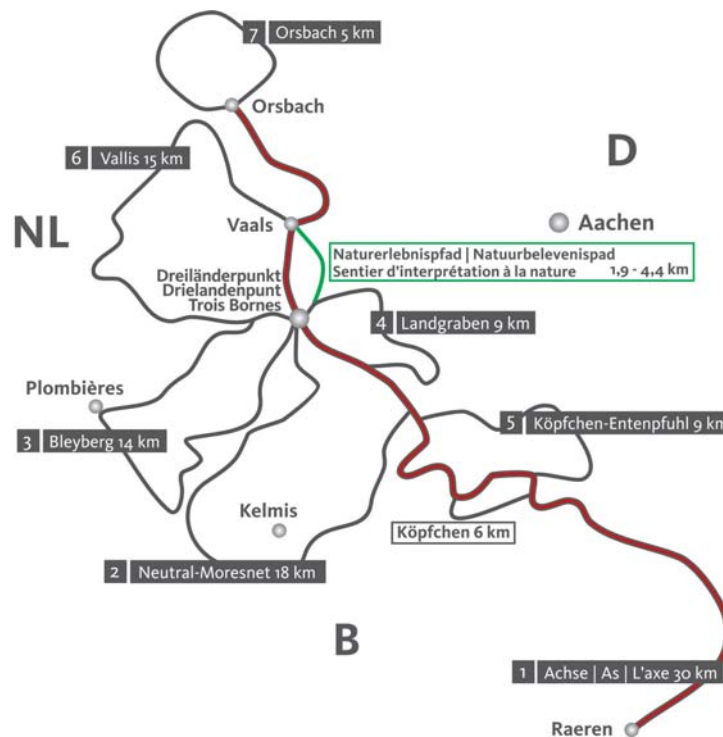 7 Orsbach 5 km
Orsbach
6 Vallis 15 km
D
NL
Vaals
Aachen
Naturerlebnispfad | Natuurbelevenispad
Sentier d'interprétation à la nature 1,9 - 4,4 km
Dreiländerpunkt
Drielandenpunt
Trois Bornes
4 Landgraben 9 km
Plombières
5 Köpfchen-Entenpfuhl 9 km
3 Bleyberg 14 km
Kelmis
Köpfchen 6 km
2 Neutral-Moresnet 18 km
B
1 Achse | As | L'axe 30 km
Raeren